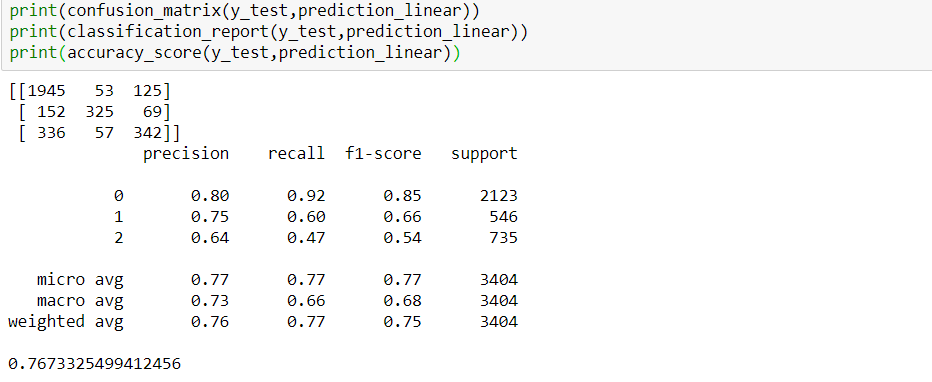 print(confusion_matrix(y_test,prediction_linear))
print(classification_report(y_test,prediction_linear))
print(accuracy_score(y_test,prediction_linear))
[[1945   53  125]
 [ 152  325   69]
 [ 336   57  342]]
              precision    recall  f1-score   support

           0       0.80      0.92      0.85      2123
           1       0.75      0.60      0.66       546
           2       0.64      0.47      0.54       735

   micro avg       0.77      0.77      0.77      3404
   macro avg       0.73      0.66      0.68      3404
weighted avg       0.76      0.77      0.75      3404

0.7673325499412456